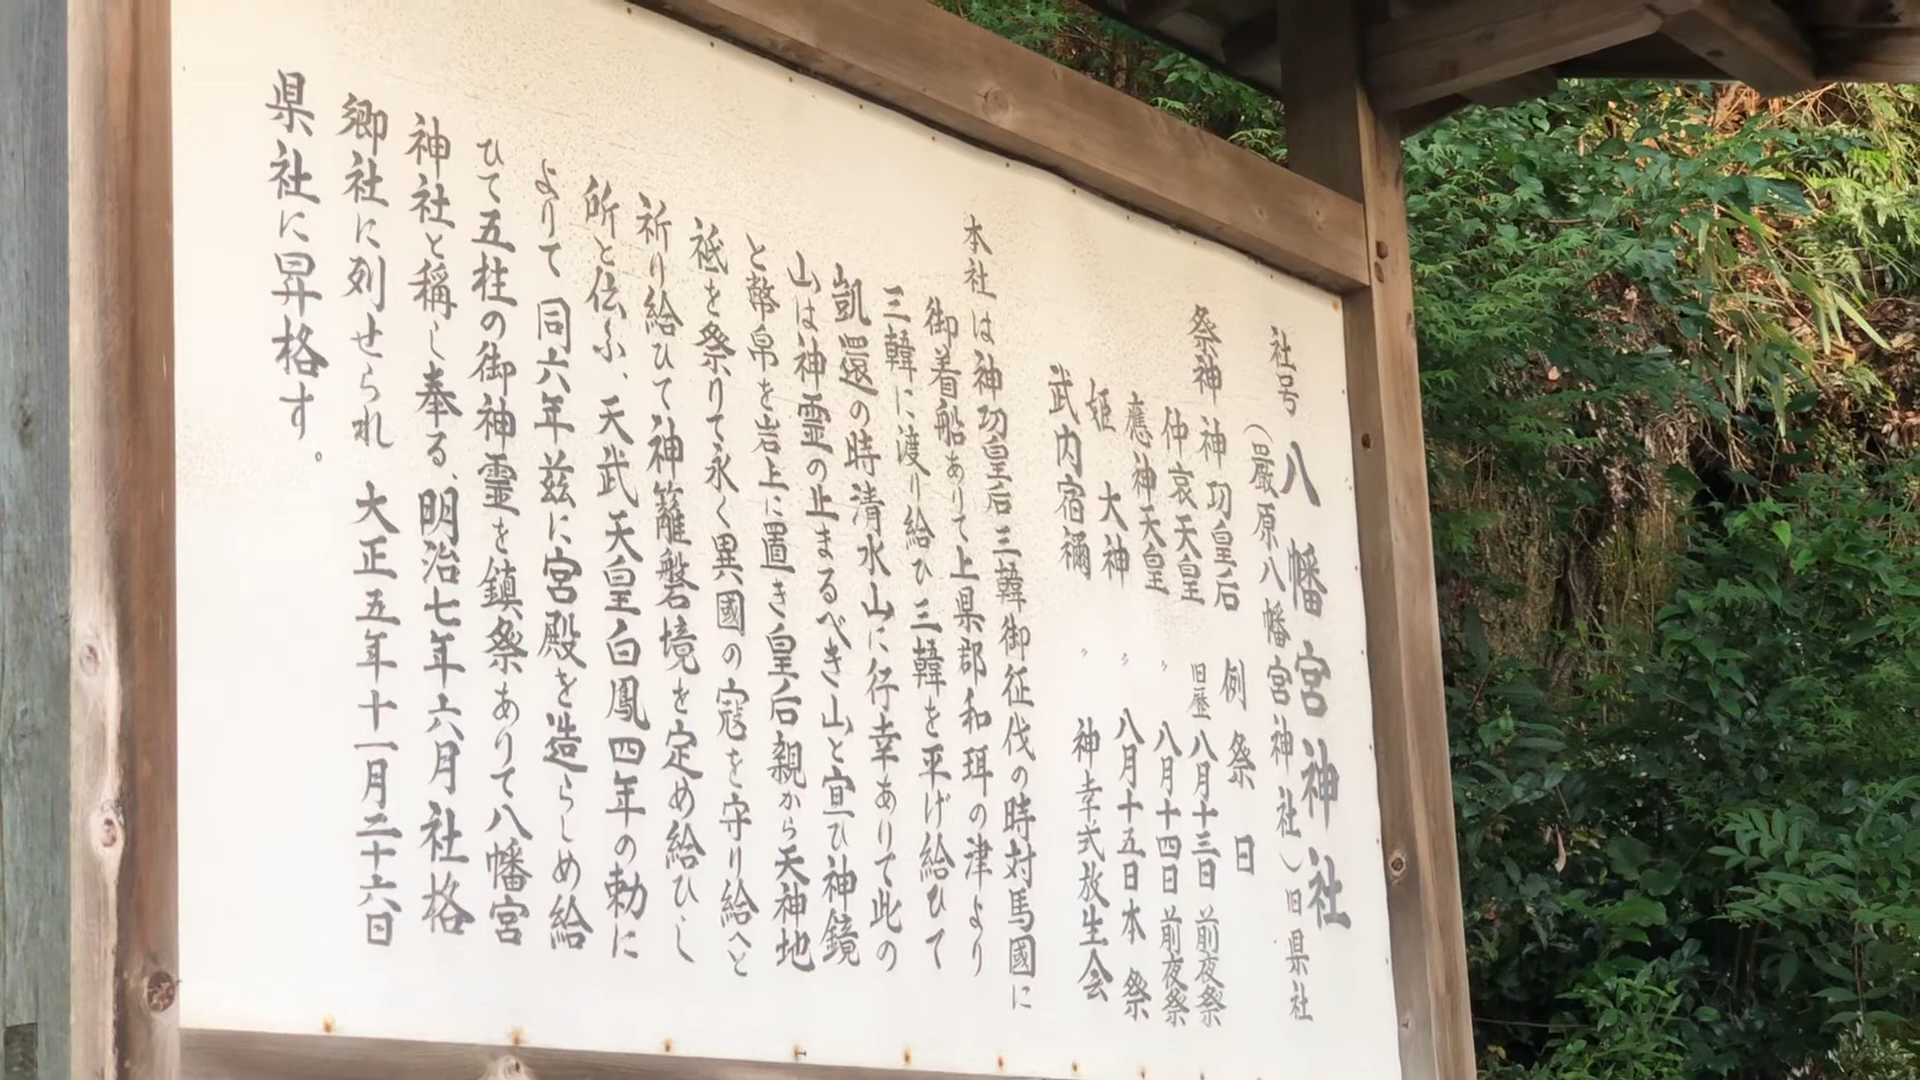 社号 八幡宮神社
(嚴原八幡宮神社)旧県社
例祭日
祭神 神功皇后
仲哀天皇
應神天皇
姫大神
武内宿禰
旧歴八月十三日 前夜祭
〃 八月十四日 前夜祭
〃 八月十五日 本祭
〃 神幸式放生会
本社は神功皇后三韓御征伐の時対馬國に
御着船ありて上県郡和珥の津より
三韓に渡り給ひ三韓を平げ給ひて
凱還の時清水山に行幸ありて此の
山は神霊の止まるべき山と宣ひ神鏡
と幣帛を岩上に置き皇后親から天神地
祗を祭りて永く異國の寇を守り給へと
祈り給ひて神籬磐境を定め給ひし
所と伝ふ、天武天皇白鳳四年の勅に
よりて同六年茲に宮殿を造らしめ給
ひて五柱の御神霊を鎮祭ありて八幡宮
神社と稱し奉る、明治七年六月社格
郷社に列せられ 大正五年十一月二十六日
県社に昇格す。